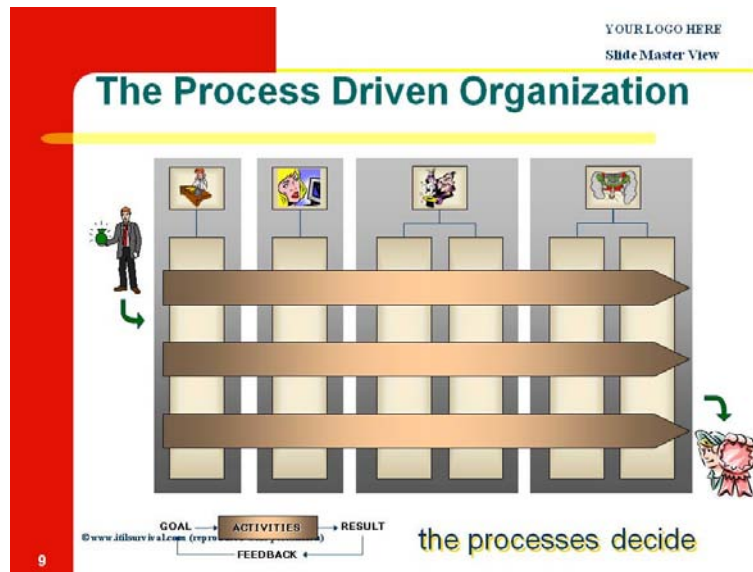 YOUR LOGO HERE
Slide Master View
The Process Driven Organization
GOAL
ACTIVITIES
RESULT
©www.itilsurvival.com
FEEDBACK
the processes decide
9